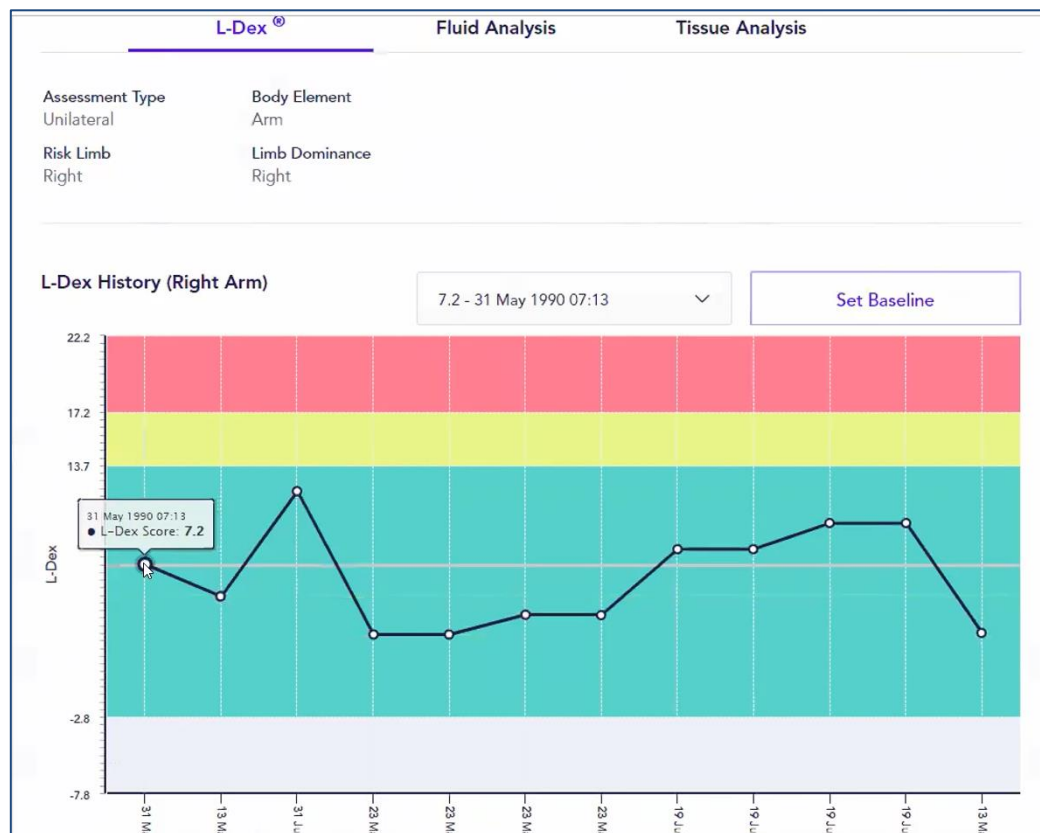 L-Dex ® Fluid Analysis Tissue Analysis
Assessment Type Body Element
Unilateral Arm
Risk Limb Limb Dominance
Right Right
L-Dex History (Right Arm)
7.2 - 31 May 1990 07:13
Set Baseline
22.2
17.2
13.7
31 May 1990 07:13
L-Dex Score: 7.2
L-Dex
-2.8
-7.8
31 M
13 M
31 Ju
23 M
23 M
23 M
23 M
19 Ju
19 Ju
19 Ju
19 Ju
13 M